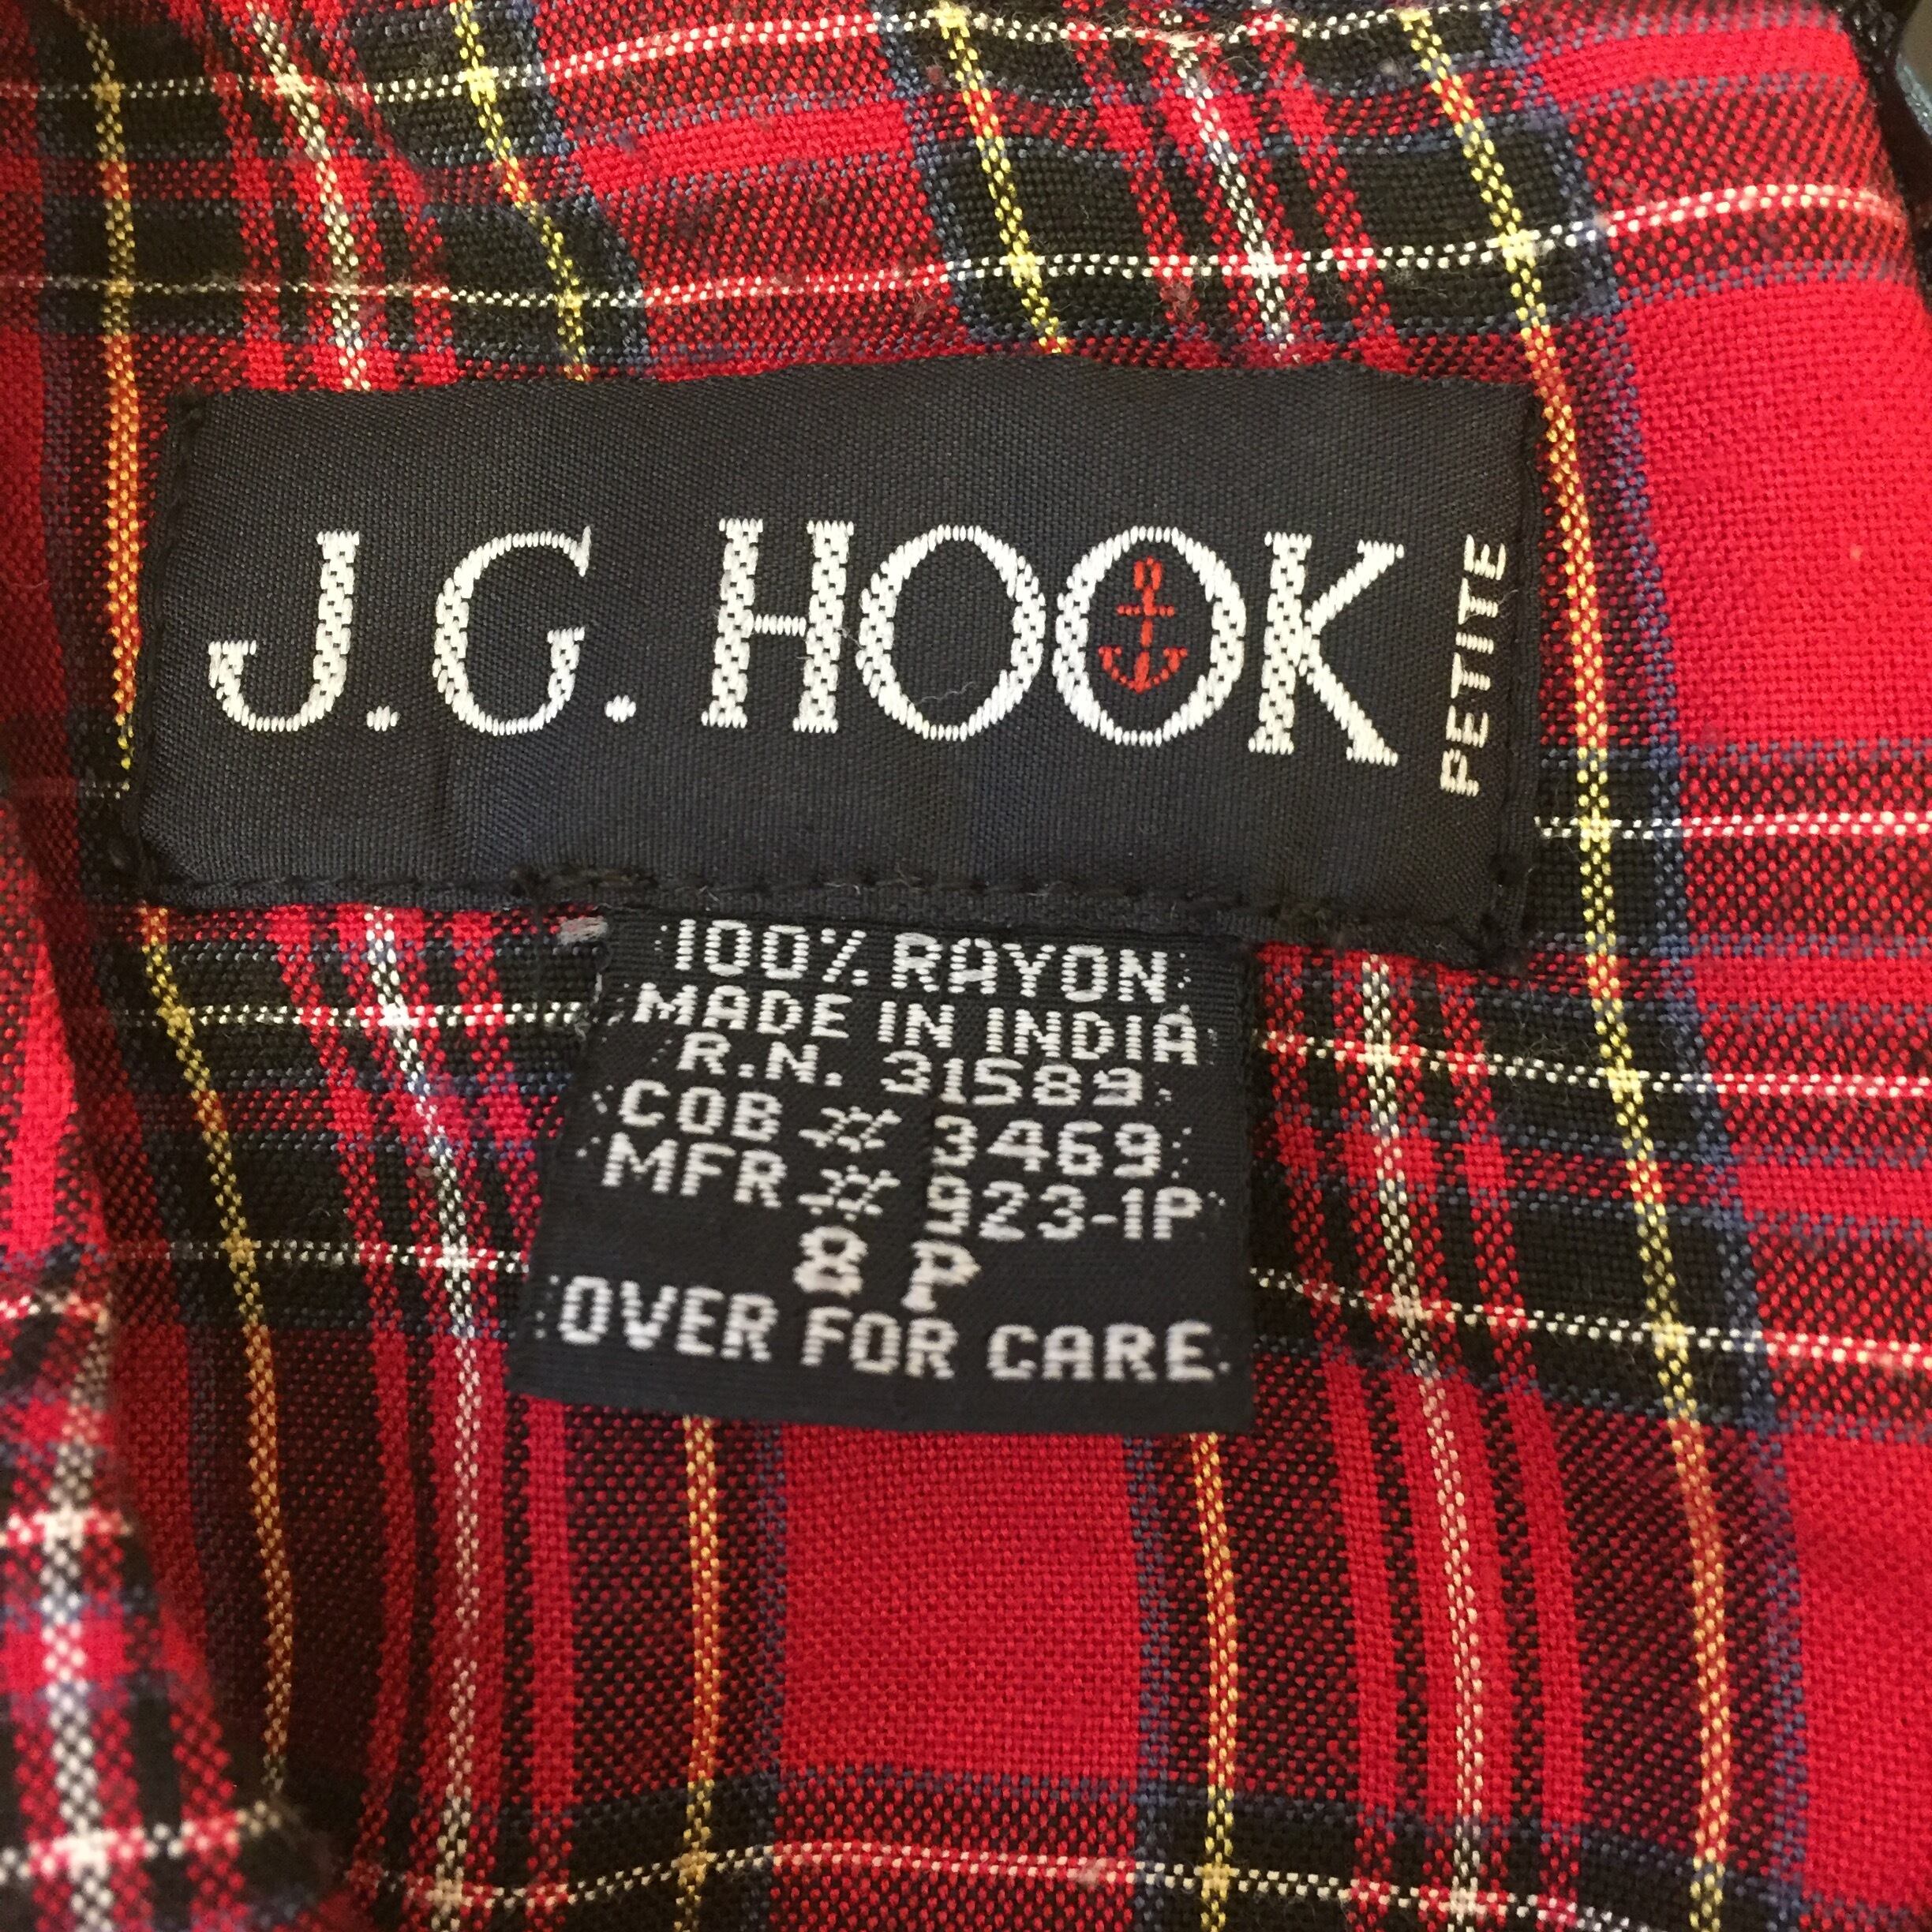 J.G. HOOK
PETITE
100% RAYON
MADE IN INDIA
R.N. 31589
COB # 3469
MFR # 923-1P
8 P
OVER FOR CARE